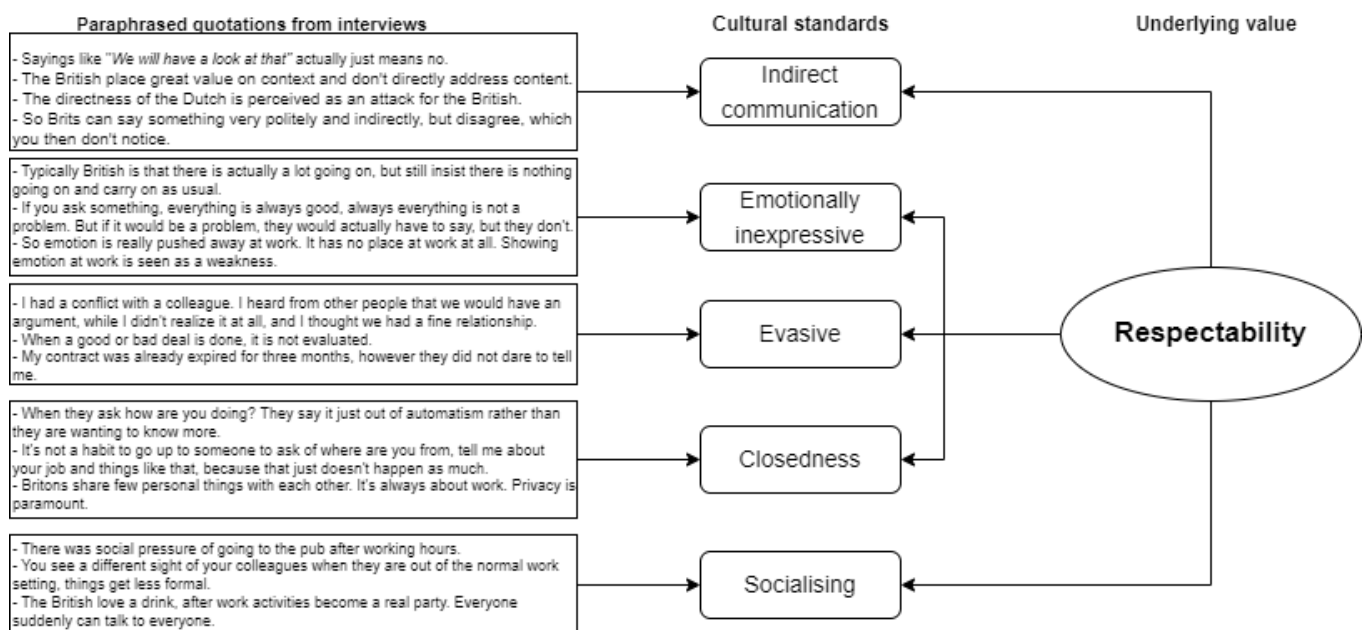 Paraphrased quotations from interviews
Cultural standards
Underlying value
- Sayings like "We will have a look at that" actually just means no.
- The British place great value on context and don't directly address content.
- The directness of the Dutch is perceived as an attack for the British.
- So Brits can say something very politely and indirectly, but disagree, which
you then don't notice.
Indirect
communication
- Typically British is that there is actually a lot going on, but still insist there is nothing
going on and carry on as usual.
- If you ask something, everything is always good, always everything is not a
problem. But if it would be a problem, they would actually have to say, but they don't.
- So emotion is really pushed away at work. It has no place at work at all. Showing
emotion at work is seen as a weakness.
Emotionally
inexpressive
- I had a conflict with a colleague. I heard from other people that we would have an
argument, while I didn't realize it at all, and I thought we had a fine relationship.
- When a good or bad deal is done, it is not evaluated.
- My contract was already expired for three months, however they did not dare to tell
me.
Evasive
Respectability
- When they ask how are you doing? They say it just out of automatism rather than
they are wanting to know more.
- It's not a habit to go up to someone to ask of where are you from, tell me about
your job and things like that, because that just doesn't happen as much.
- Britons share few personal things with each other. It's always about work. Privacy is
paramount.
Closedness
- There was social pressure of going to the pub after working hours.
- You see a different sight of your colleagues when they are out of the normal work
setting, things get less formal.
- The British love a drink, after work activities become a real party. Everyone
suddenly can talk to everyone.
Socialising